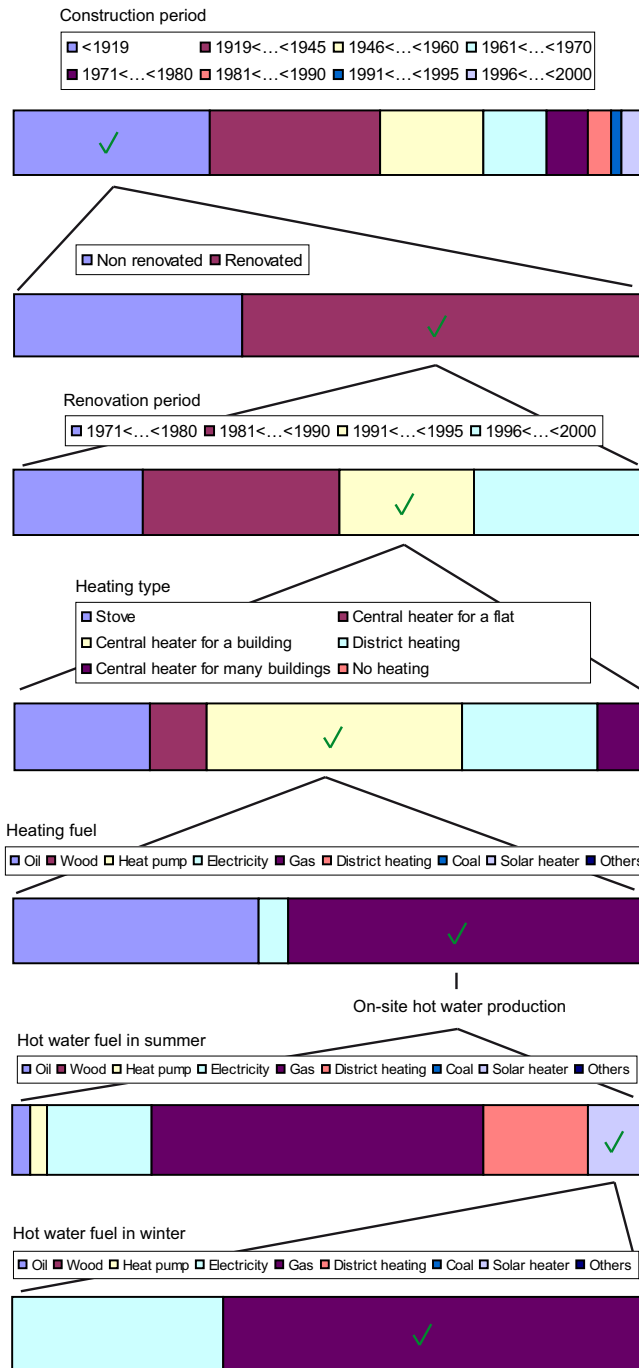 Construction period
<1919 1919<...<1945 1946<...<1960 1961<...<1970
1971<...<1980 1981<...<1990 1991<...<1995 1996<...<2000
Non renovated Renovated
Renovation period
1971<...<1980 1981<...<1990 1991<...<1995 1996<...<2000
Heating type
Stove Central heater for a flat
Central heater for a building District heating
Central heater for many buildings No heating
Heating fuel
Oil Wood Heat pump Electricity Gas District heating Coal Solar heater Others
On-site hot water production
Hot water fuel in summer
Oil Wood Heat pump Electricity Gas District heating Coal Solar heater Others
Hot water fuel in winter
Oil Wood Heat pump Electricity Gas District heating Coal Solar heater Others